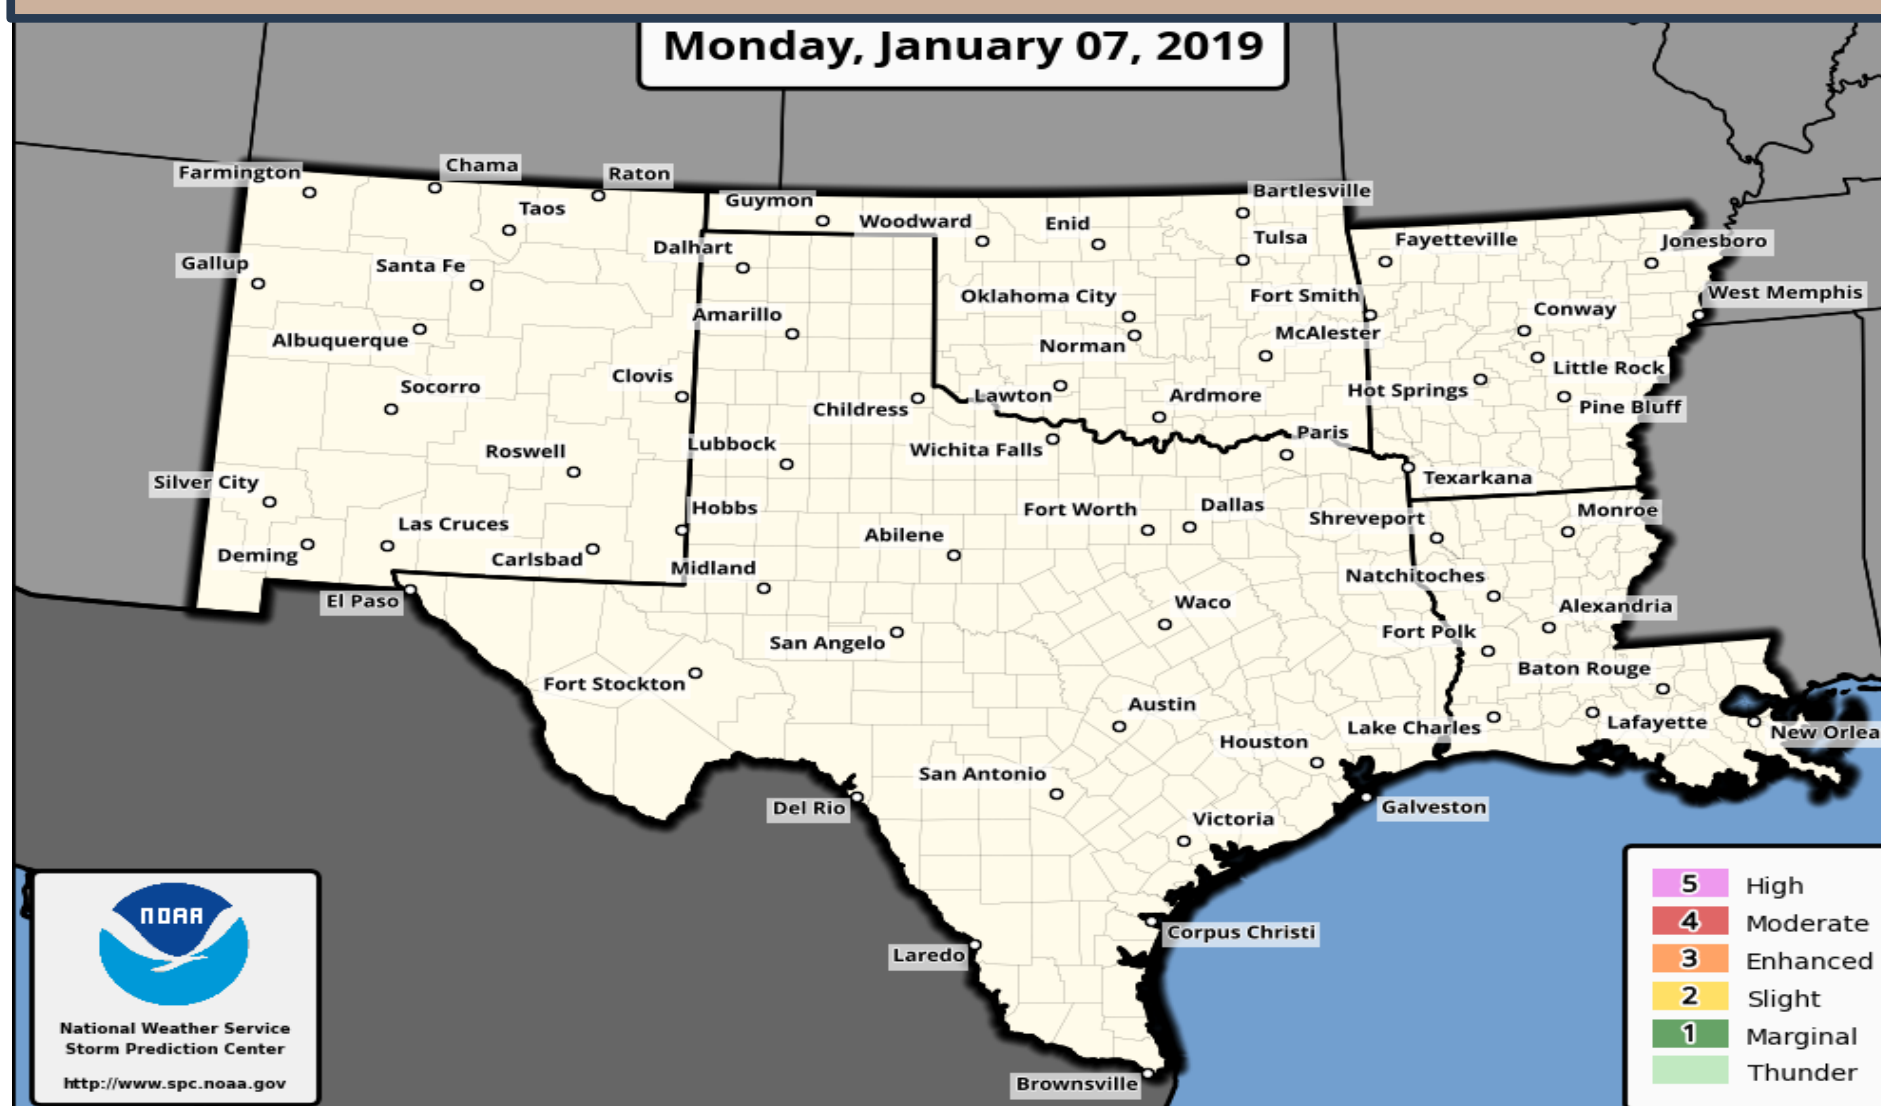 Monday, January 07, 2019
Farmington
Chama
Raton
Taos
Guymon
Woodward
Enid
Bartlesville
Tulsa
Fayetteville
Jonesboro
Gallup
Santa Fe
Dalhart
Oklahoma City
Fort Smith
Conway
West Memphis
Albuquerque
Amarillo
Norman
McAlester
Little Rock
Socorro
Clovis
Childress
Lawton
Ardmore
Hot Springs
Pine Bluff
Roswell
Lubbock
Wichita Falls
Paris
Texarkana
Silver City
Las Cruces
Hobbs
Abilene
Fort Worth
Dallas
Shreveport
Monroe
Deming
Carlsbad
Midland
Natchitoches
El Paso
Waco
Alexandria
San Angelo
Fort Polk
Fort Stockton
Baton Rouge
Austin
Lake Charles
Lafayette
New Orlea
Houston
San Antonio
Del Rio
Victoria
Galveston
Laredo
Corpus Christi
Brownsville
NOAA
National Weather Service
Storm Prediction Center
http://www.spc.noaa.gov
5 High
4 Moderate
3 Enhanced
2 Slight
1 Marginal
Thunder